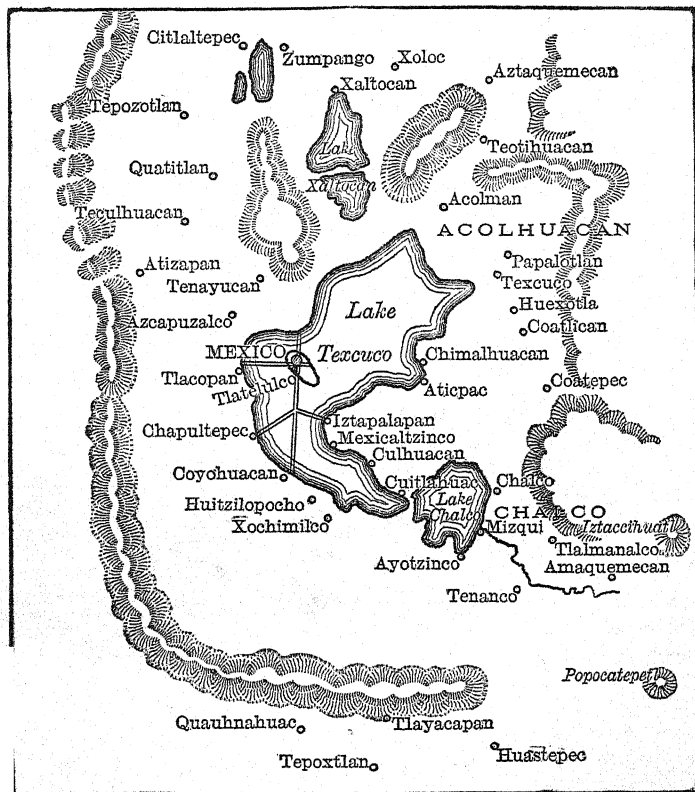 Citlaltepec
Zumpango
Xoloc
Aztaquemecan
Xaltocan
Tepozotlan
Teotihuacan
Lake
Xaltocan
Quatitlan
Acolman
Teculhuacan
ACOLHUACAN
Atizapan
Papalotlan
Tenayucan
Texcuco
Huexotla
Azcapuzalco
Coatlican
Lake
Texcuco
MEXICO
Chimalhuacan
Tlacopan
Tlatelulco
Aticpac
Coatepec
Chapultepec
Iztapalapan
Mexicaltzinco
Culhuacan
Coyohuacan
Cuitlahuac
Chalco
Huitzilopocho
Lake
Chalco
CHALCO
Xochimilco
Mizqui
Iztaccihuatl
Tlalmanalco
Ayotzinco
Amaquemecan
Tenanco
Popocatepetl
Quauhnahuac
Tlayacapan
Huastepec
Tepoxtlan